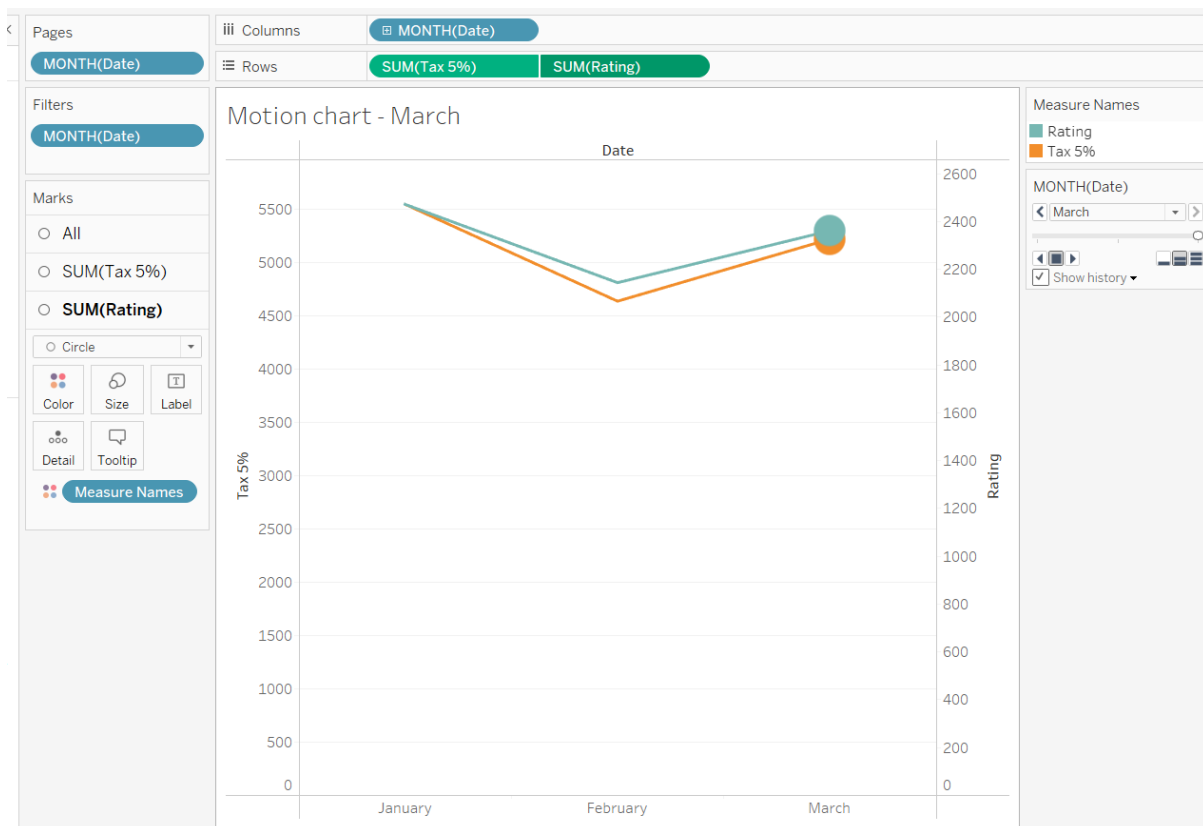 Pages
MONTH(Date)
Filters
MONTH(Date)
Marks
All
SUM(Tax 5%)
SUM(Rating)
Circle
Color
Size
T
Label
Detail
Tooltip
Measure Names
iii Columns
MONTH(Date)
Rows
SUM(Tax 5%)
SUM(Rating)
Motion chart - March
Date
5500
5000
4500
4000
3500
3000
2500
2000
1500
1000
500
0
Tax 5%
2600
2400
2200
2000
1800
1600
1400
1200
1000
800
600
400
200
0
Rating
January
February
March
Measure Names
Rating
Tax 5%
MONTH(Date)
March
Show history